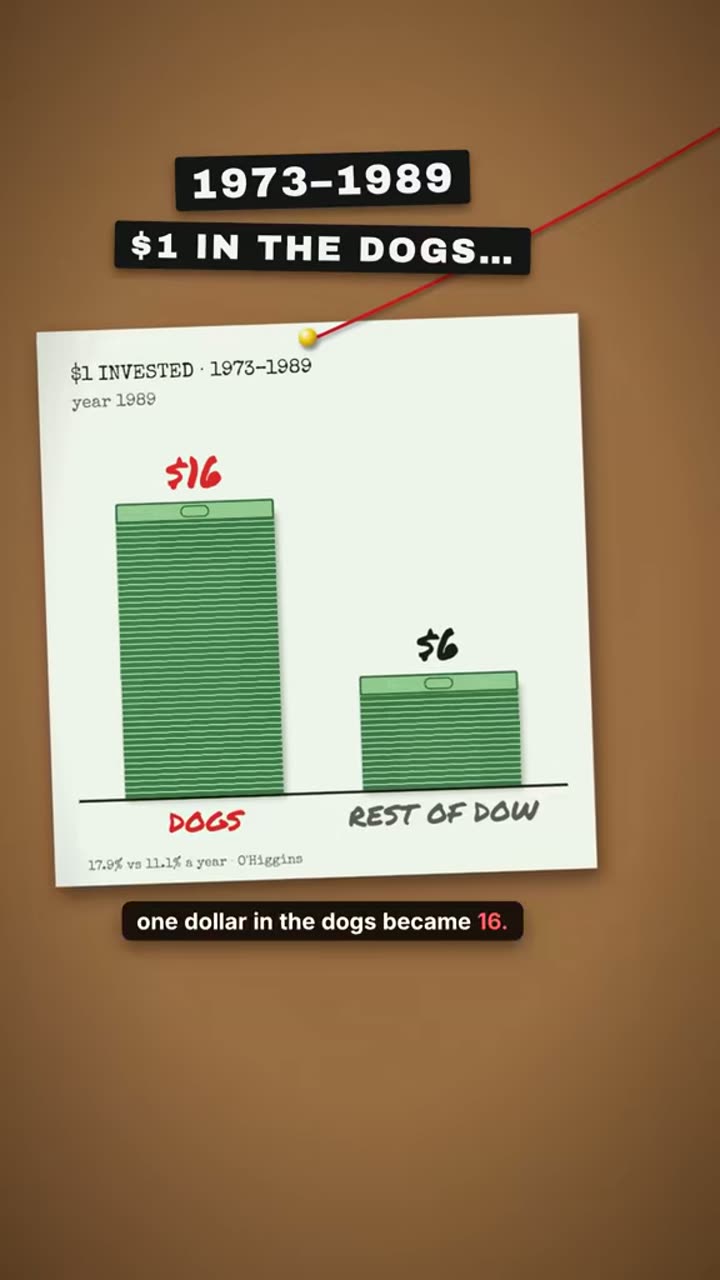 1973–1989
$1 IN THE DOGS...
$1 INVESTED · 1973–1989
year 1989
$16
$6
DOGS
REST OF DOW
17.9% vs 11.1% a year · O'Higgins
one dollar in the dogs became 16.